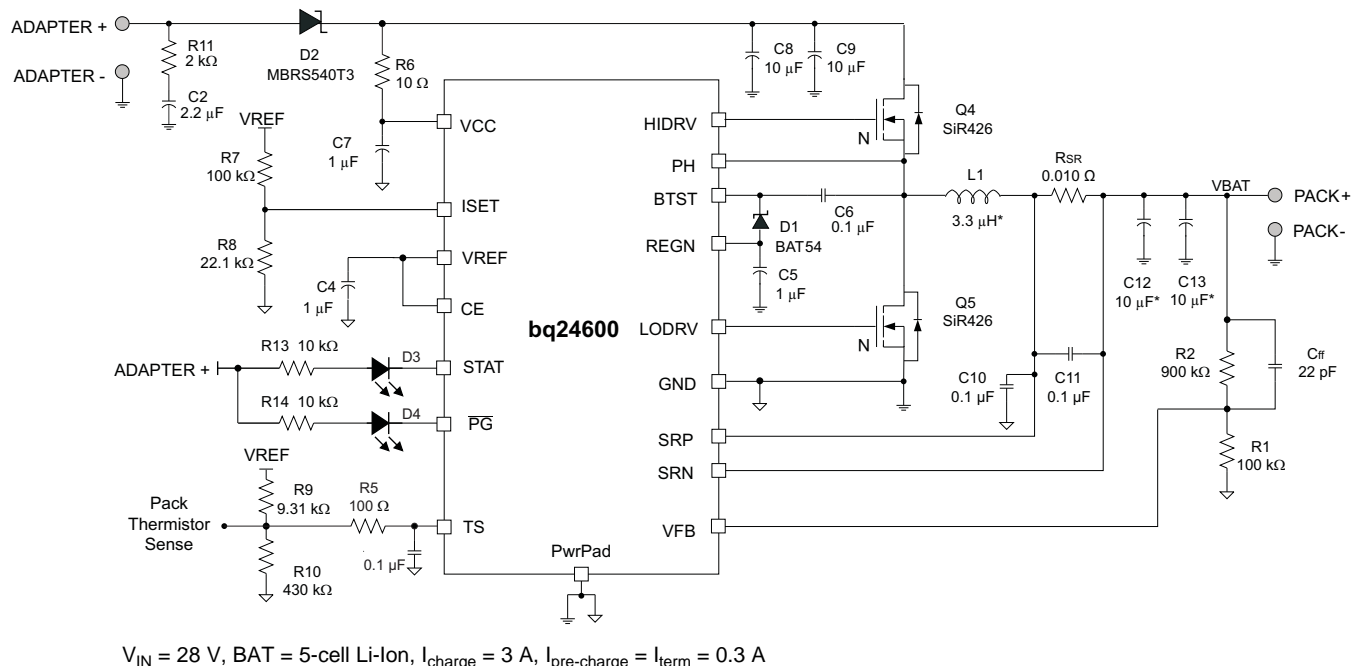 ADAPTER +
ADAPTER -
R11
2 kΩ
C2
2.2 µF
D2
MBRS540T3
R6
10 Ω
C7
1 µF
VREF
R7
100 kΩ
R8
22.1 kΩ
C4
1 µF
ADAPTER +
R13 10 kΩ
D3
R14 10 kΩ
D4
VREF
R9
9.31 kΩ
Pack
Thermistor
Sense
R10
430 kΩ
R5
100 Ω
0.1 µF
VCC
ISET
VREF
CE
STAT
PG
TS
bq24600
PwrPad
HIDRV
PH
BTST
REGN
LODRV
GND
SRP
SRN
VFB
C8
10 µF
C9
10 µF
Q4
SiR426
N
C6
0.1 µF
D1
BAT54
C5
1 µF
L1
3.3 µH*
RSR
0.010 Ω
VBAT
PACK+
PACK-
C12
10 µF*
C13
10 µF*
Q5
SiR426
N
C10
0.1 µF
C11
0.1 µF
R2
900 kΩ
Cff
22 pF
R1
100 kΩ
VIN = 28 V, BAT = 5-cell Li-Ion, Icharge = 3 A, Ipre-charge = Iterm = 0.3 A